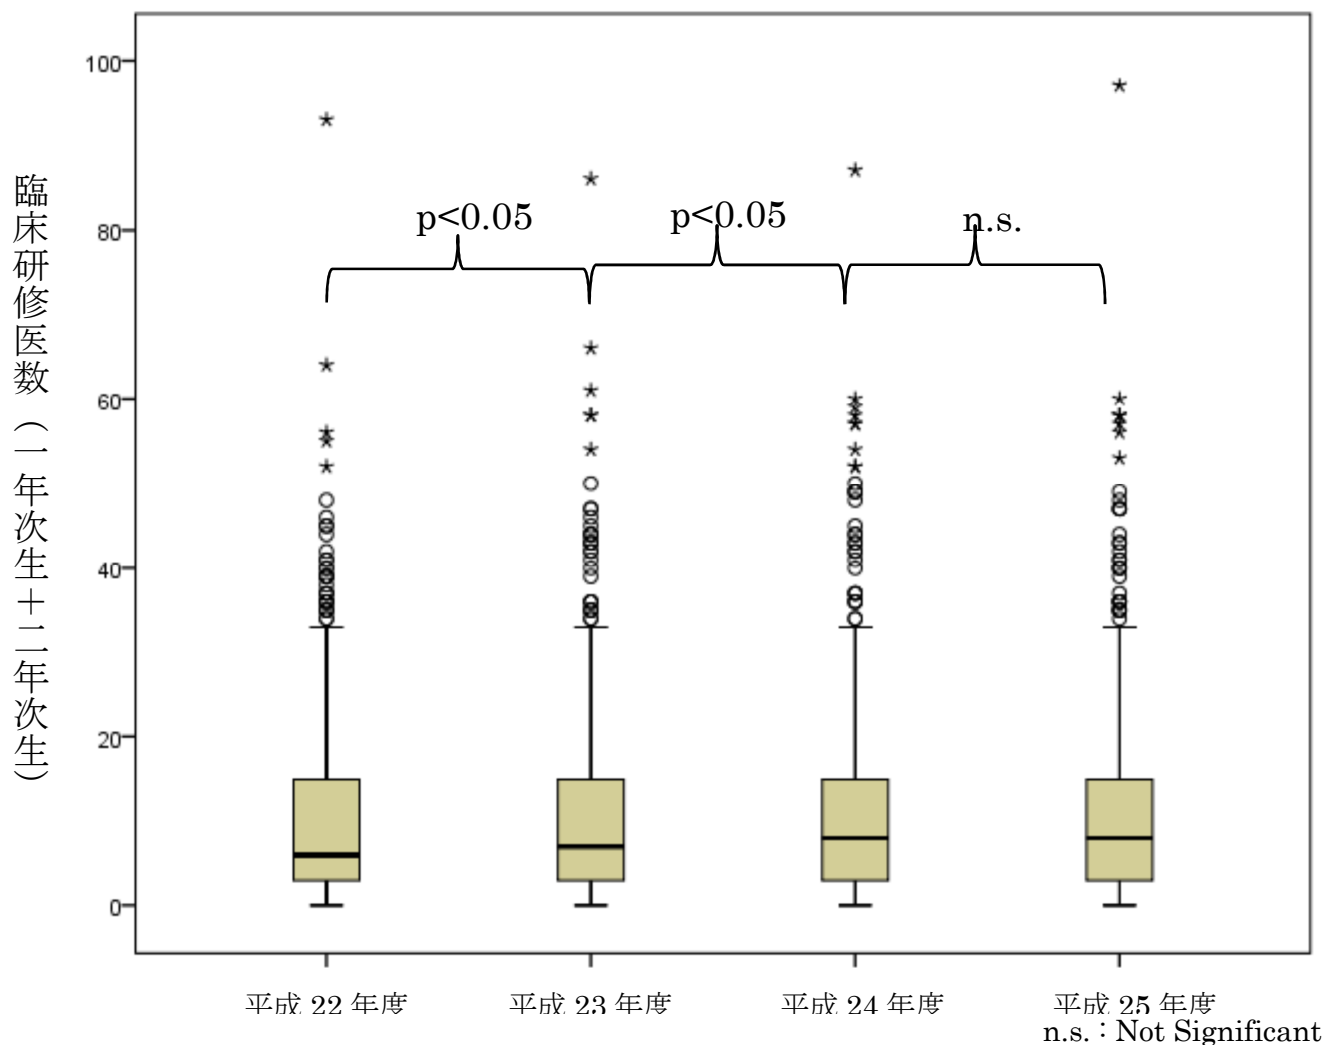 臨床研修医数（一年次生＋二年次生）
100
80
60
40
20
0
p<0.05
p<0.05
n.s.
平成 22 年度
平成 23 年度
平成 24 年度
平成 25 年度
n.s.：Not Significant